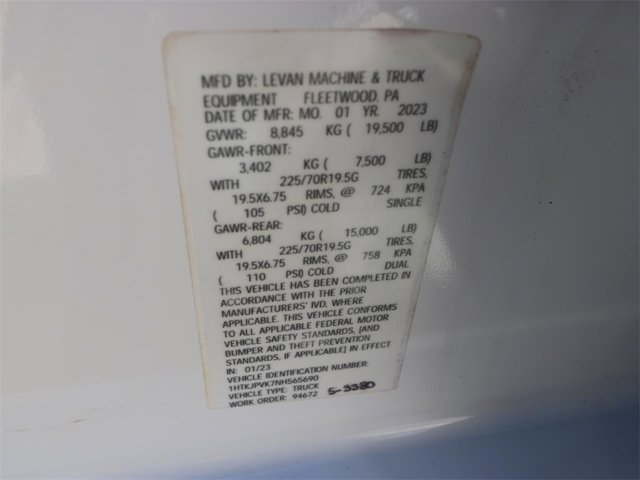 MFD BY: LEVAN MACHINE & TRUCK
EQUIPMENT FLEETWOOD, PA
DATE OF MFR: MO. 01 YR. 2023
GVWR: 8,845 KG ( 19,500 LB)
GAWR-FRONT:
3,402 KG ( 7,500 LB)
WITH 225/70R19.5G TIRES,
19.5X6.75 RIMS, @ 724 KPA
( 105 PSI) COLD SINGLE
GAWR-REAR:
6,804 KG ( 15,000 LB)
WITH 225/70R19.5G TIRES,
19.5X6.75 RIMS, @ 758 KPA
( 110 PSI) COLD DUAL
THIS VEHICLE HAS BEEN COMPLETED IN
ACCORDANCE WITH THE PRIOR
MANUFACTURERS' IVD, WHERE
APPLICABLE. THIS VEHICLE CONFORMS
TO ALL APPLICABLE FEDERAL MOTOR
VEHICLE SAFETY STANDARDS, [AND
BUMPER AND THEFT PREVENTION
STANDARDS, IF APPLICABLE] IN EFFECT
IN: 01/23
VEHICLE IDENTIFICATION NUMBER:
1HTKJPVK7NH565690
VEHICLE TYPE: TRUCK
WORK ORDER: 94672 S-3380